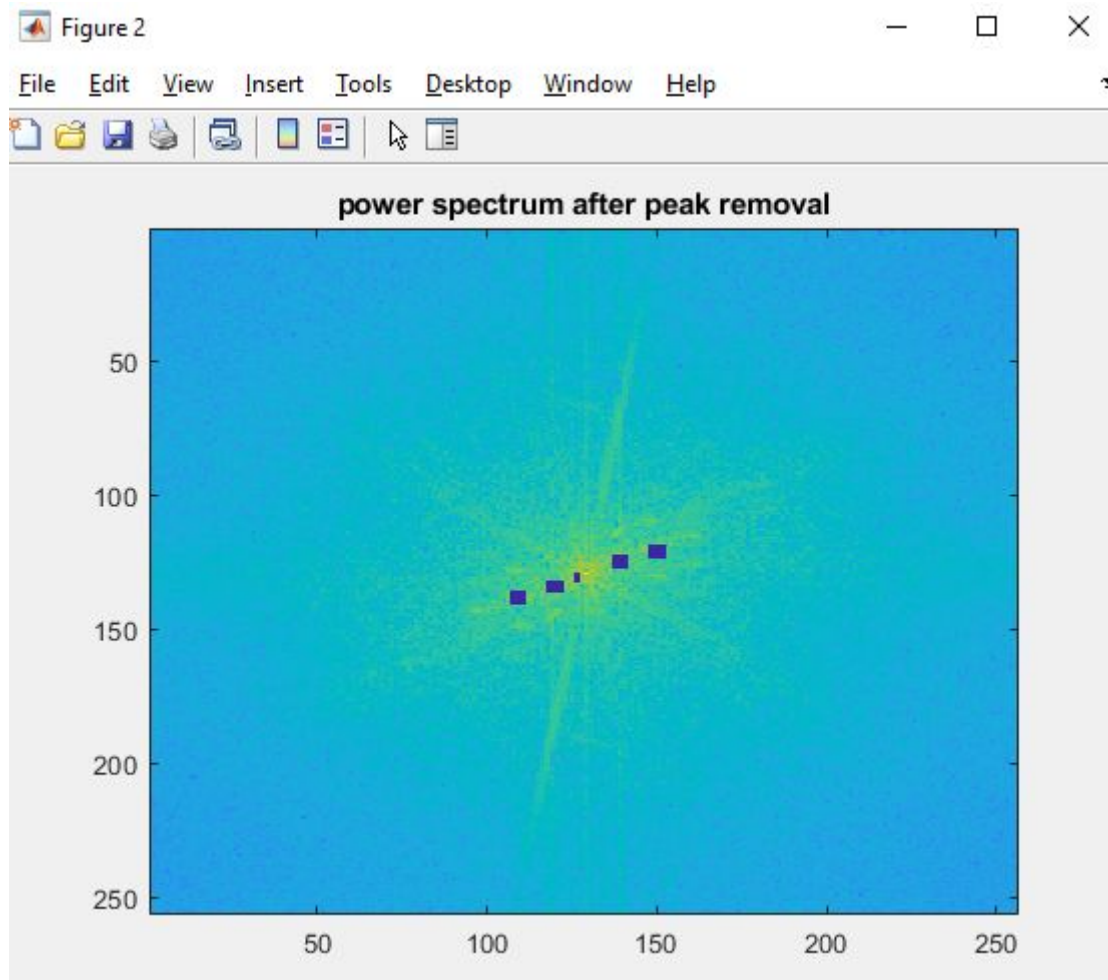 Figure 2
File Edit View Insert Tools Desktop Window Help
power spectrum after peak removal
50
100
150
200
250
50 100 150 200 250